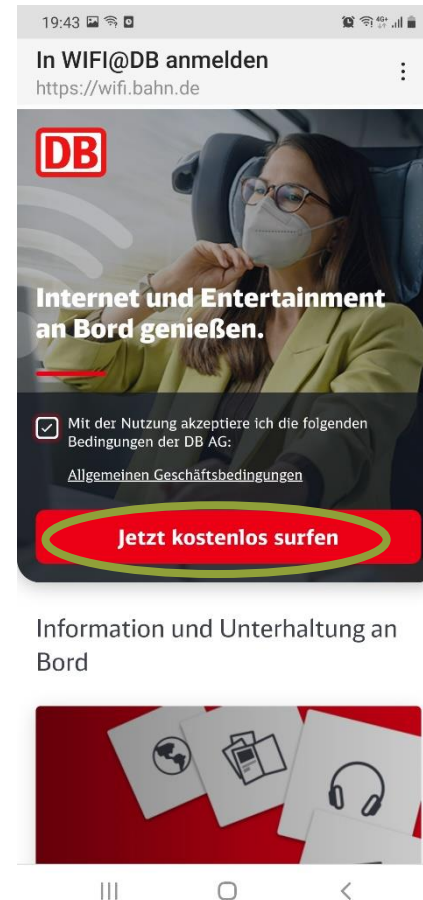 19:43 4G+
In WIFI@DB anmelden
https://wifi.bahn.de
DB
Internet und Entertainment
an Bord genießen.
Mit der Nutzung akzeptiere ich die folgenden
Bedingungen der DB AG:
Allgemeinen Geschäftsbedingungen
Jetzt kostenlos surfen
Information und Unterhaltung an
Bord